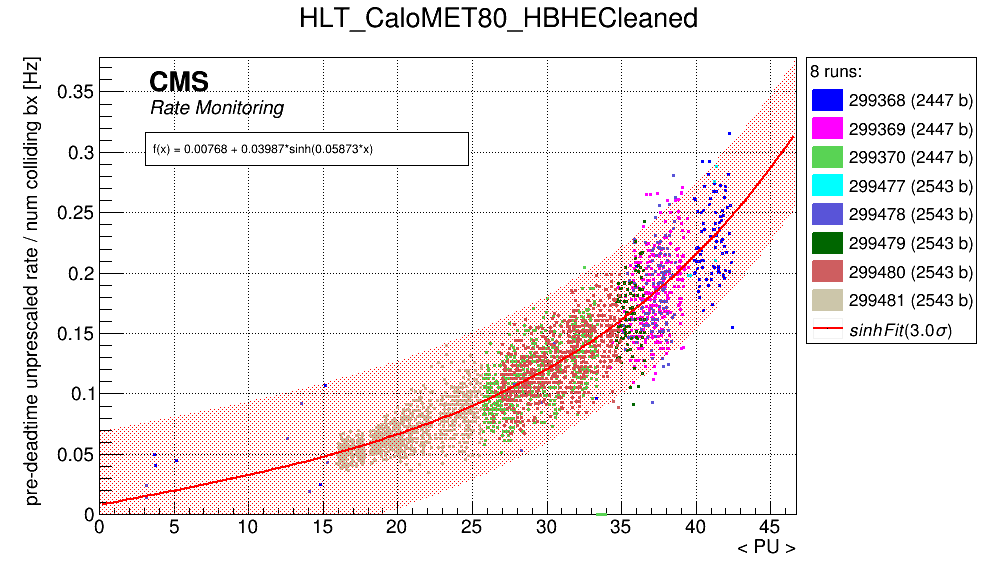 HLT_CaloMET80_HBHECleaned
pre-deadtime unprescaled rate / num colliding bx [Hz]
CMS
Rate Monitoring
f(x) = 0.00768 + 0.03987*sinh(0.05873*x)
0.35
0.3
0.25
0.2
0.15
0.1
0.05
0
0 5 10 15 20 25 30 35 40 45
< PU >
8 runs:
299368 (2447 b)
299369 (2447 b)
299370 (2447 b)
299477 (2543 b)
299478 (2543 b)
299479 (2543 b)
299480 (2543 b)
299481 (2543 b)
sinhFit(3.0σ)